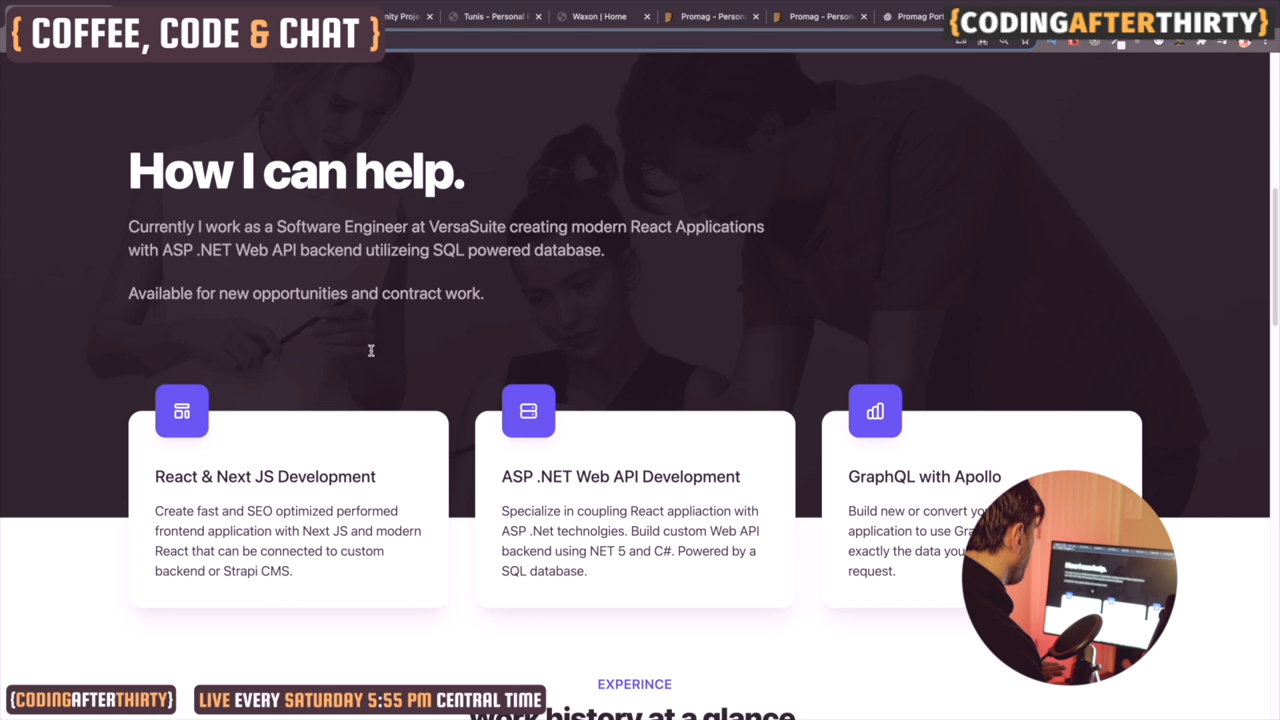 { COFFEE, CODE & CHAT }
nity Proje
Tunis - Personal P
Waxon | Home
Promag - Person
Promag - Person
Promag Port
{CODINGAFTERTHIRTY}
How I can help.
Currently I work as a Software Engineer at VersaSuite creating modern React Applications
with ASP .NET Web API backend utilizeing SQL powered database.
Available for new opportunities and contract work.
React & Next JS Development
Create fast and SEO optimized performed
frontend application with Next JS and modern
React that can be connected to custom
backend or Strapi CMS.
ASP .NET Web API Development
Specialize in coupling React appliaction with
ASP .Net technolgies. Build custom Web API
backend using NET 5 and C#. Powered by a
SQL database.
GraphQL with Apollo
Build new or convert yo
application to use Gra
exactly the data you
request.
How I can help.
EXPERINCE
Work history at a glance
{CODINGAFTERTHIRTY}
LIVE EVERY SATURDAY 5:55 PM CENTRAL TIME